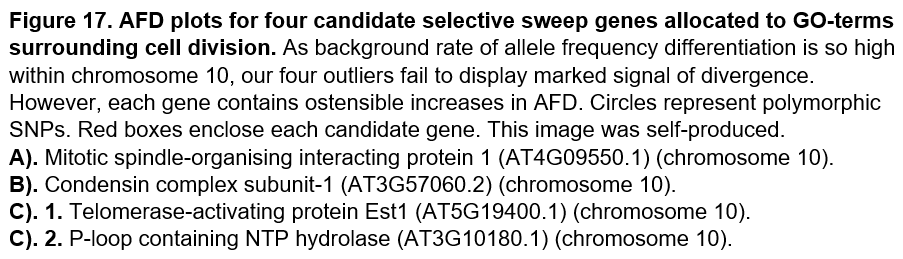 Figure 17. AFD plots for four candidate selective sweep genes allocated to GO-terms
surrounding cell division. As background rate of allele frequency differentiation is so high
within chromosome 10, our four outliers fail to display marked signal of divergence.
However, each gene contains ostensible increases in AFD. Circles represent polymorphic
SNPs. Red boxes enclose each candidate gene. This image was self-produced.
A). Mitotic spindle-organising interacting protein 1 (AT4G09550.1) (chromosome 10).
B). Condensin complex subunit-1 (AT3G57060.2) (chromosome 10).
C). 1. Telomerase-activating protein Est1 (AT5G19400.1) (chromosome 10).
C). 2. P-loop containing NTP hydrolase (AT3G10180.1) (chromosome 10).